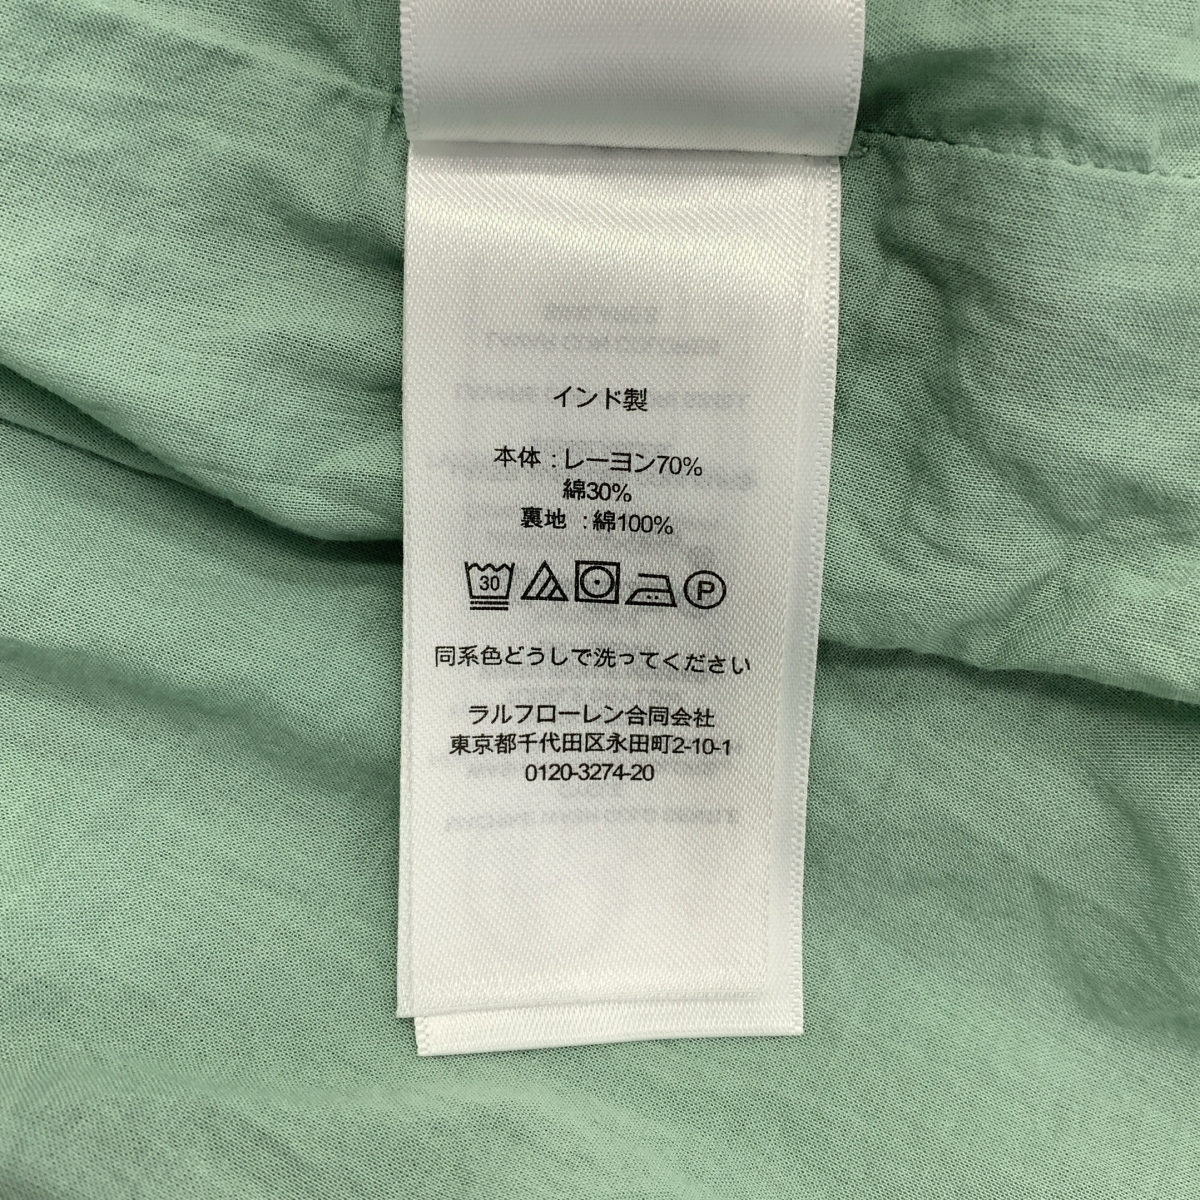 インド製
本体 : レーヨン70%
綿30%
裏地 : 綿100%
30
P
同系色どうしで洗ってください
ラルフローレン合同会社
東京都千代田区永田町2-10-1
0120-3274-20